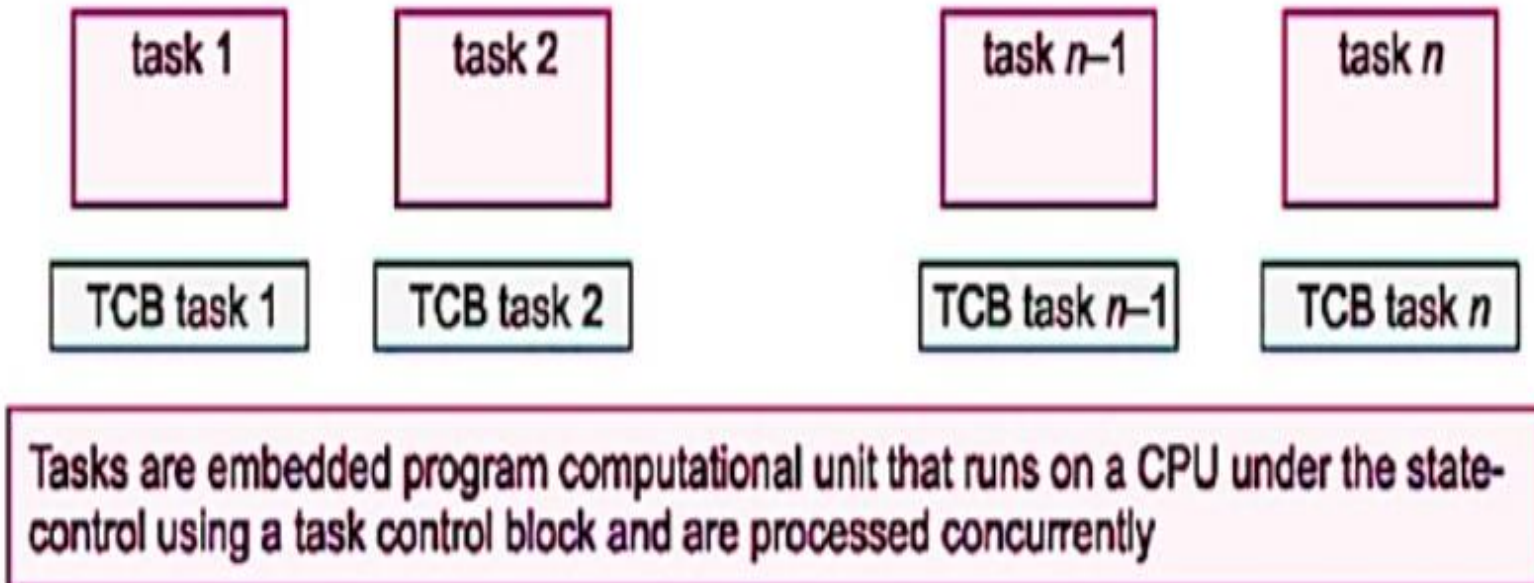 task 1 task 2 task n–1 task n
TCB task 1 TCB task 2 TCB task n–1 TCB task n
Tasks are embedded program computational unit that runs on a CPU under the state-
control using a task control block and are processed concurrently